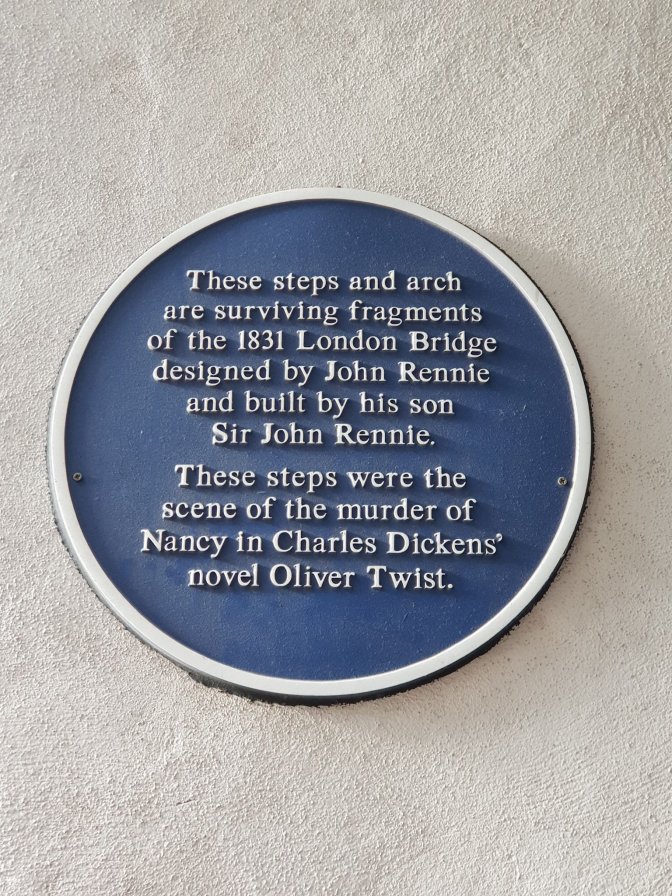 These steps and arch
are surviving fragments
of the 1831 London Bridge
designed by John Rennie
and built by his son
Sir John Rennie.
These steps were the
scene of the murder of
Nancy in Charles Dickens'
novel Oliver Twist.